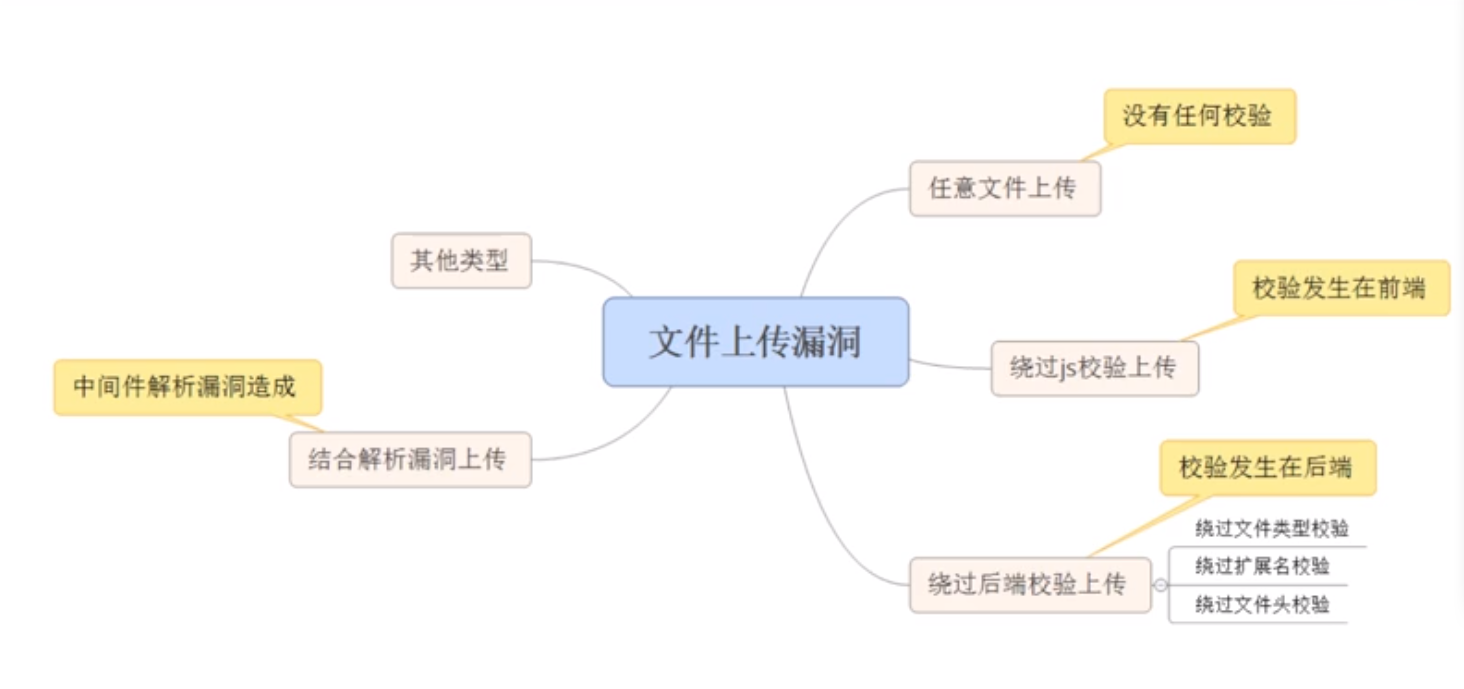 没有任何校验
任意文件上传
其他类型
校验发生在前端
文件上传漏洞
绕过js校验上传
中间件解析漏洞造成
结合解析漏洞上传
校验发生在后端
绕过文件类型校验
绕过扩展名校验
绕过后端校验上传
绕过文件头校验